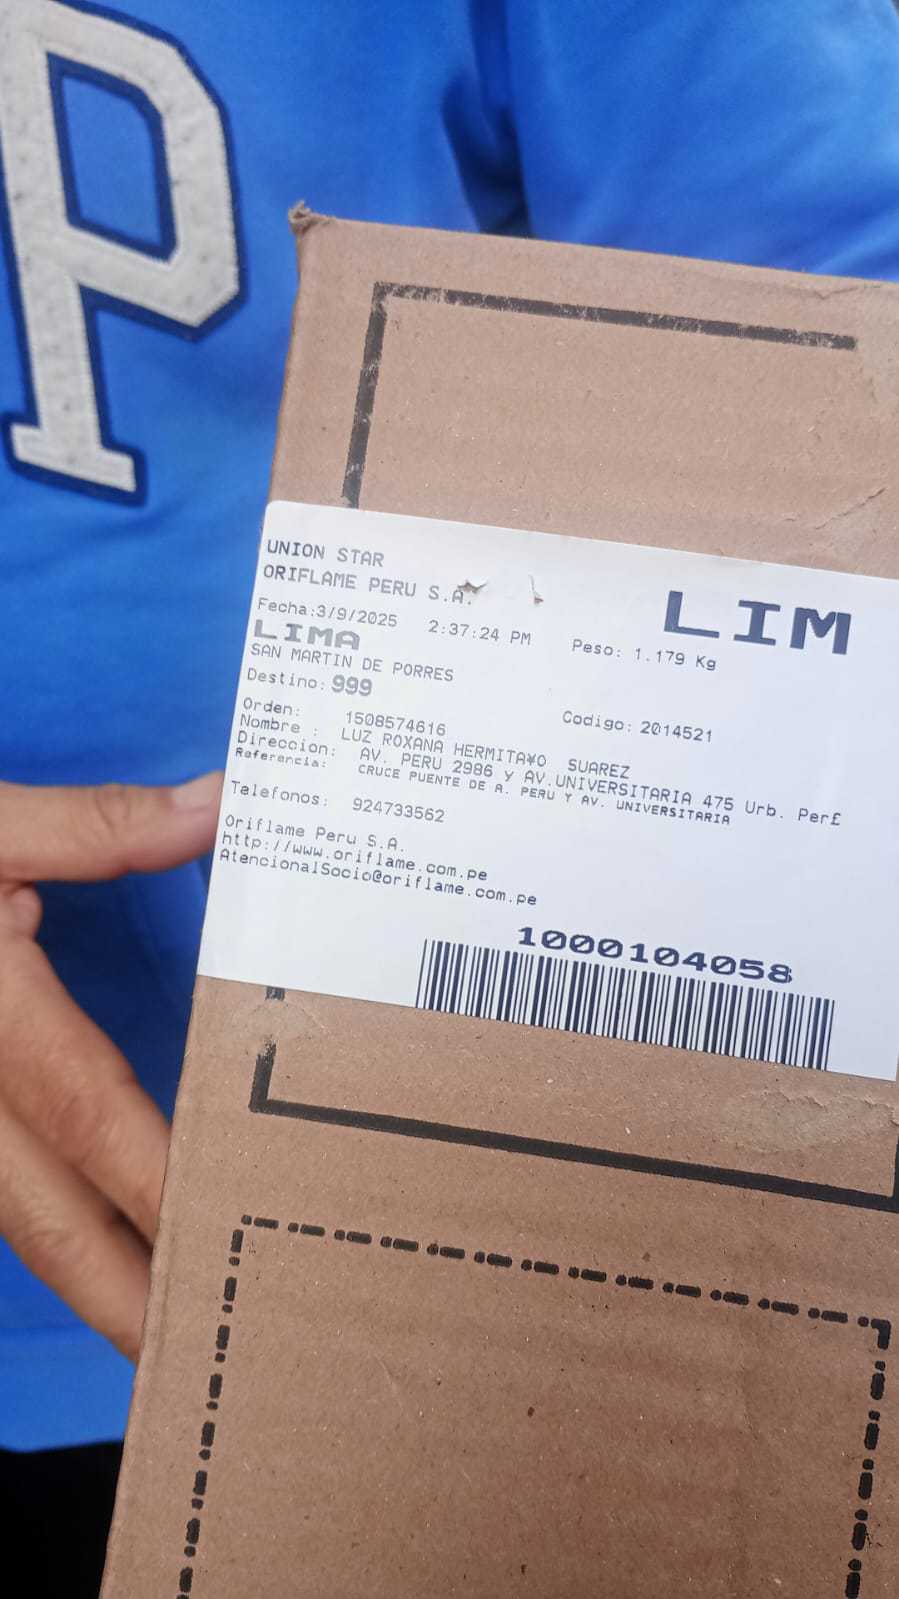 P
UNION STAR
ORIFLAME PERU S.A.
LIM
Fecha:3/9/2025 2:37:24 PM Peso: 1.179 Kg
LIMA
SAN MARTIN DE PORRES
Destino: 999
Orden: 1508574616 Codigo: 2014521
Nombre : LUZ ROXANA HERMITA¥O SUAREZ
Direccion: AV. PERU 2986 y AV.UNIVERSITARIA 475 Urb. Per£
Referencia: CRUCE PUENTE DE A. PERU Y AV. UNIVERSITARIA
Telefonos: 924733562
Oriflame Peru S.A.
http://www.oriflame.com.pe
AtencionalSocio@oriflame.com.pe
1000104058